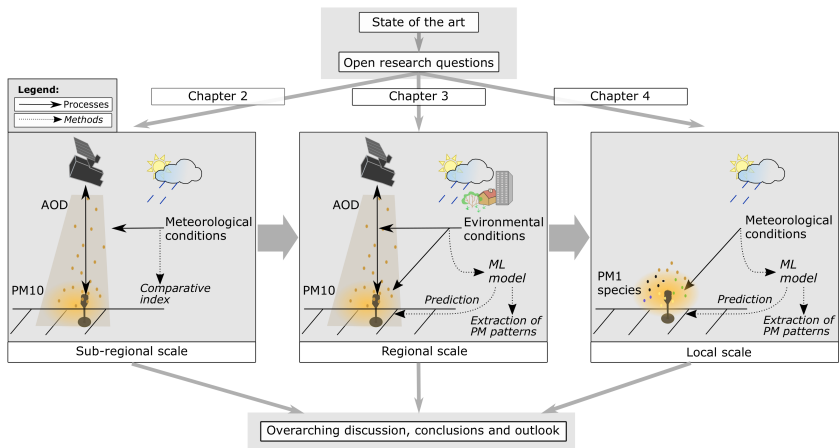 State of the art
Open research questions
Legend:
Processes
Methods
Chapter 2
Chapter 3
Chapter 4
AOD
Meteorological
conditions
PM10
Comparative
index
Sub-regional scale
AOD
Evironmental
conditions
PM10
ML
model
Prediction
Extraction of
PM patterns
Regional scale
Meteorological
conditions
PM1
species
ML
model
Prediction
Extraction of
PM patterns
Local scale
Overarching discussion, conclusions and outlook